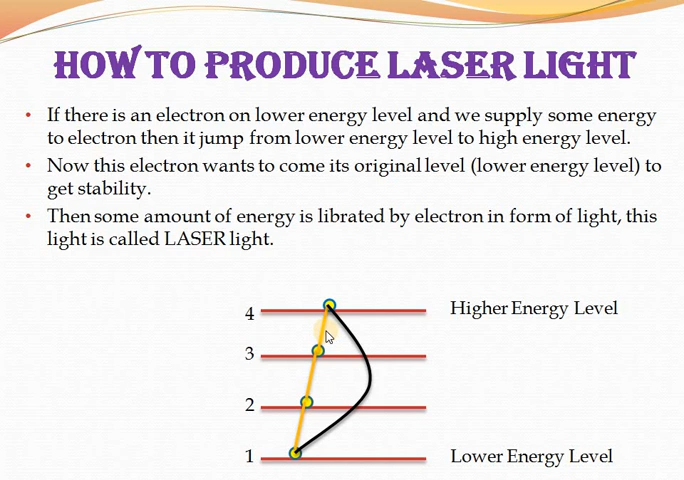 HOW TO PRODUCE LASER LIGHT
• If there is an electron on lower energy level and we supply some energy
to electron then it jump from lower energy level to high energy level.
• Now this electron wants to come its original level (lower energy level) to
get stability.
• Then some amount of energy is librated by electron in form of light, this
light is called LASER light.
4 Higher Energy Level
3
2
1 Lower Energy Level